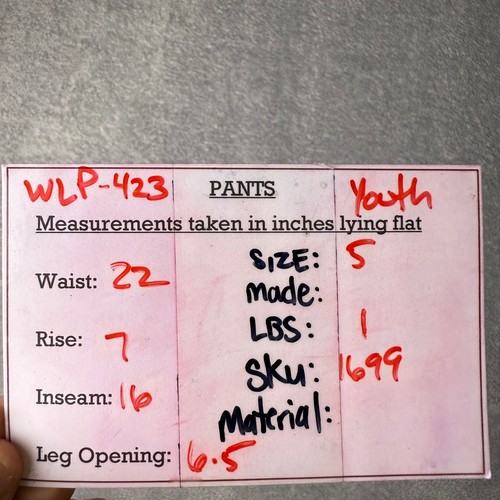 WLP-423 PANTS Youth
Measurements taken in inches lying flat
Waist: 22
Rise: 7
Inseam: 16
Leg Opening: 6.5
SIZE: 5
made:
LBS: 1
SKU: 1699
Material: